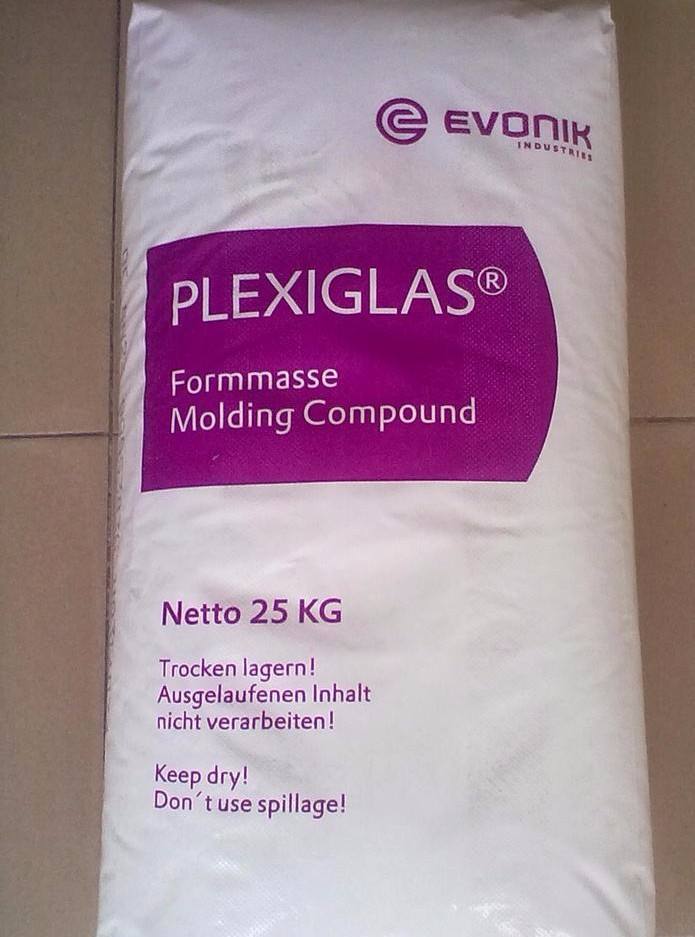 EVONIK
INDUSTRIES
PLEXIGLAS®
Formmasse
Molding Compound
Netto 25 KG
Trocken lagern!
Ausgelaufenen Inhalt
nicht verarbeiten!
Keep dry!
Don´t use spillage!